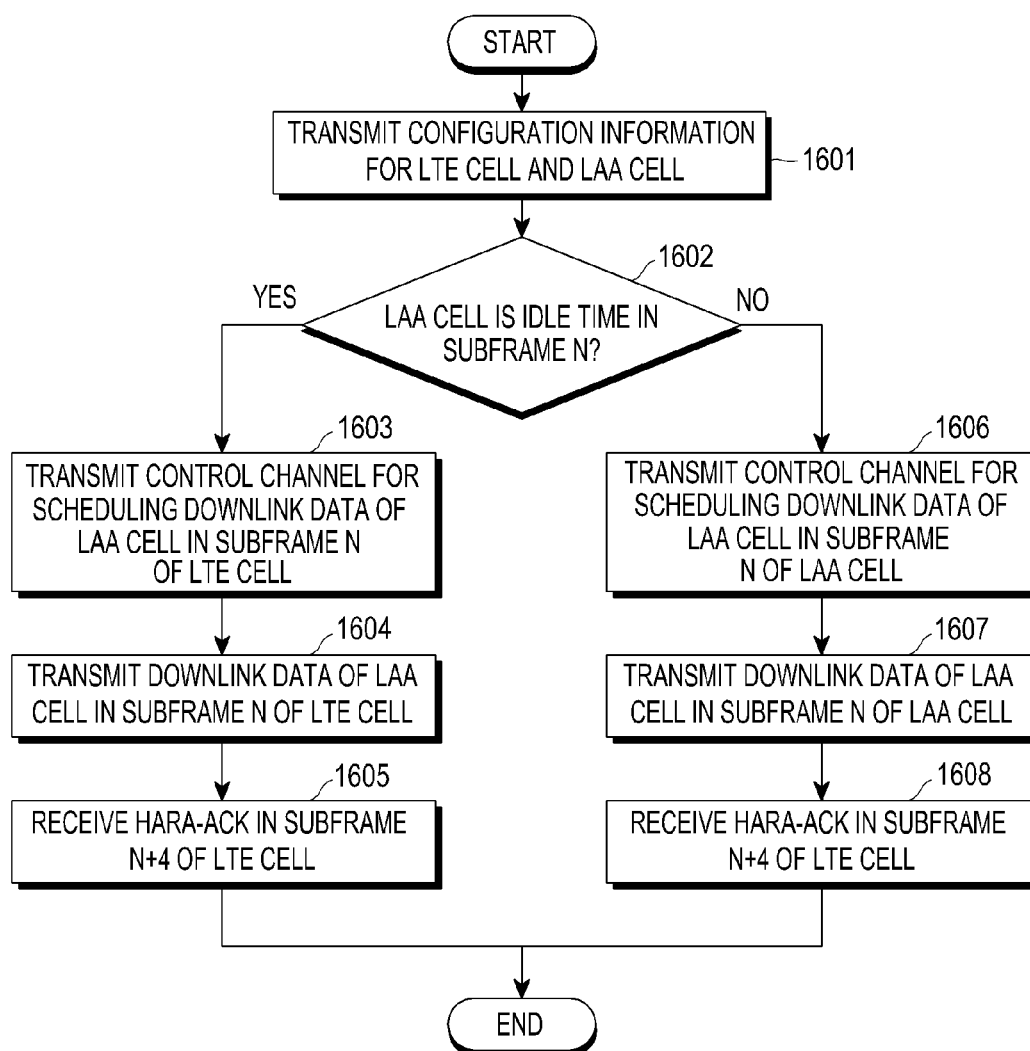 START
TRANSMIT CONFIGURATION INFORMATION
FOR LTE CELL AND LAA CELL
1601
1602
YES
NO
LAA CELL IS IDLE TIME IN
SUBFRAME N?
1603
TRANSMIT CONTROL CHANNEL FOR
SCHEDULING DOWNLINK DATA OF
LAA CELL IN SUBFRAME N
OF LTE CELL
1604
TRANSMIT DOWNLINK DATA OF LAA
CELL IN SUBFRAME N OF LTE CELL
1605
RECEIVE HARA-ACK IN SUBFRAME
N+4 OF LTE CELL
1606
TRANSMIT CONTROL CHANNEL FOR
SCHEDULING DOWNLINK DATA OF
LAA CELL IN SUBFRAME
N OF LAA CELL
1607
TRANSMIT DOWNLINK DATA OF LAA
CELL IN SUBFRAME N OF LAA CELL
1608
RECEIVE HARA-ACK IN SUBFRAME
N+4 OF LTE CELL
END